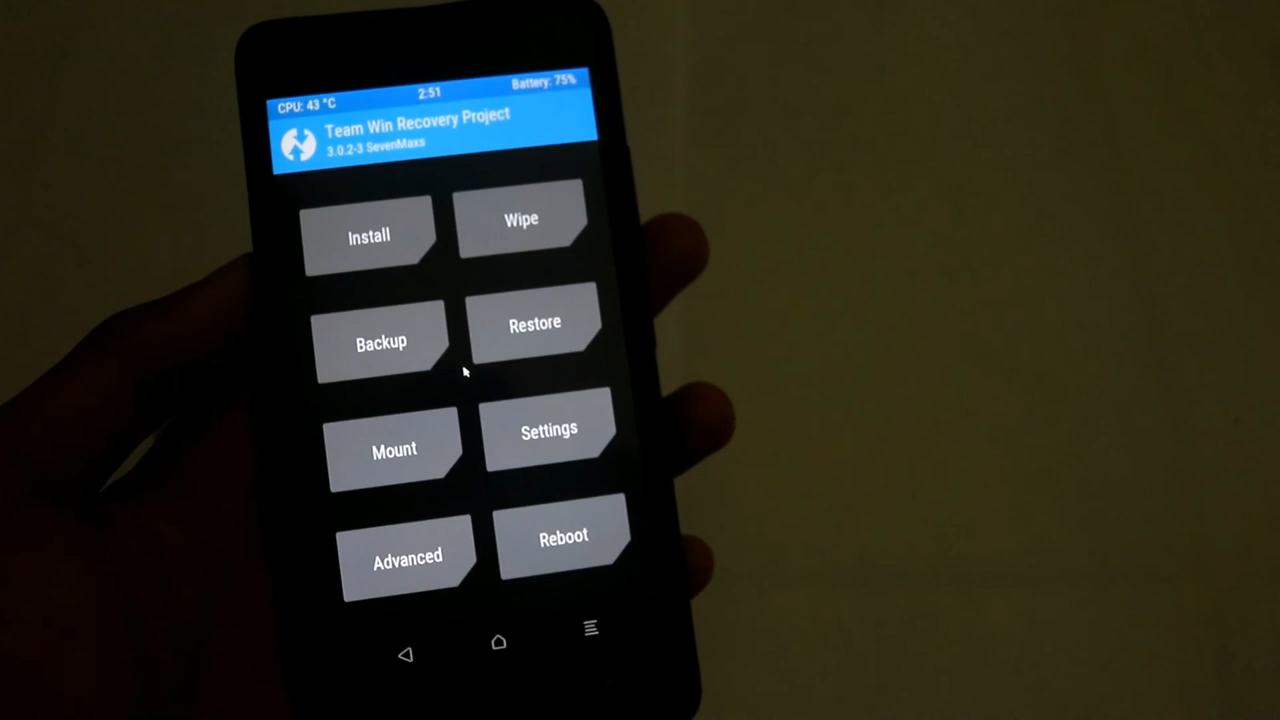 CPU: 43 °C 2:51 Battery: 75%
Team Win Recovery Project
3.0.2-3 SevenMaxs
Install Wipe
Backup Restore
Mount Settings
Advanced Reboot